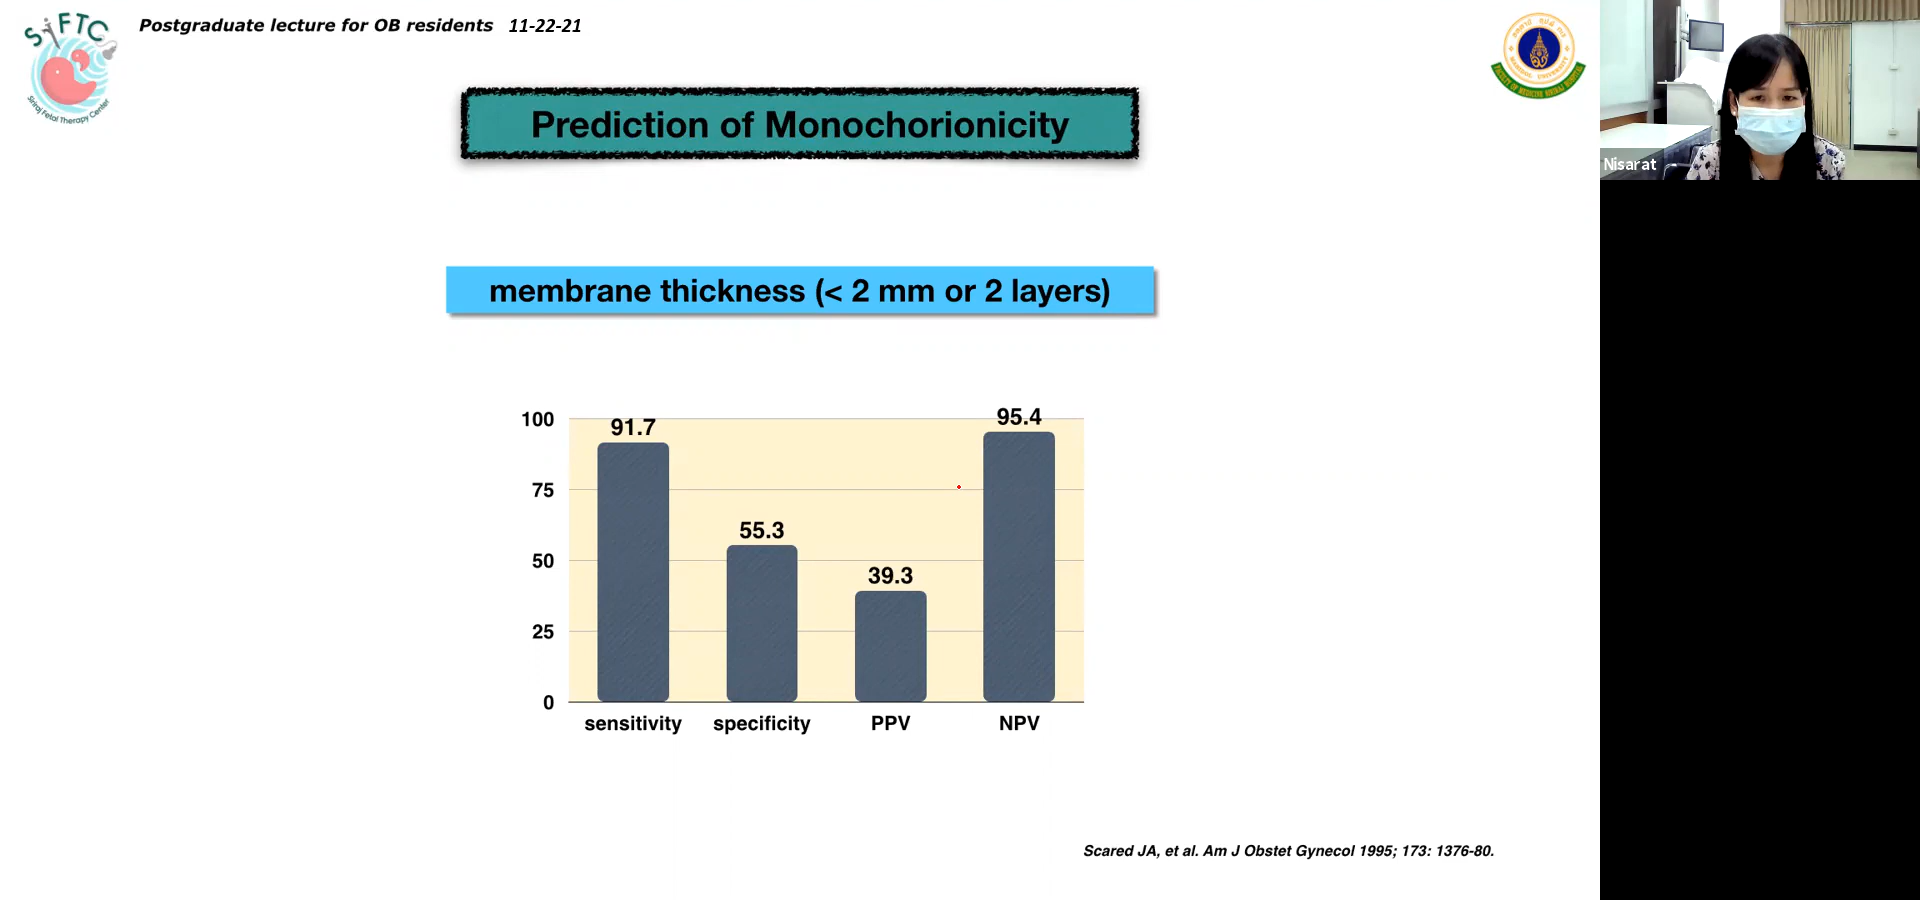 SiFTC
Siriraj Fetal Therapy Center
Postgraduate lecture for OB residents 11-22-21
Prediction of Monochorionicity
membrane thickness (< 2 mm or 2 layers)
100
75
50
25
0
91.7
55.3
39.3
95.4
sensitivity specificity PPV NPV
Scared JA, et al. Am J Obstet Gynecol 1995; 173: 1376-80.
Nisarat